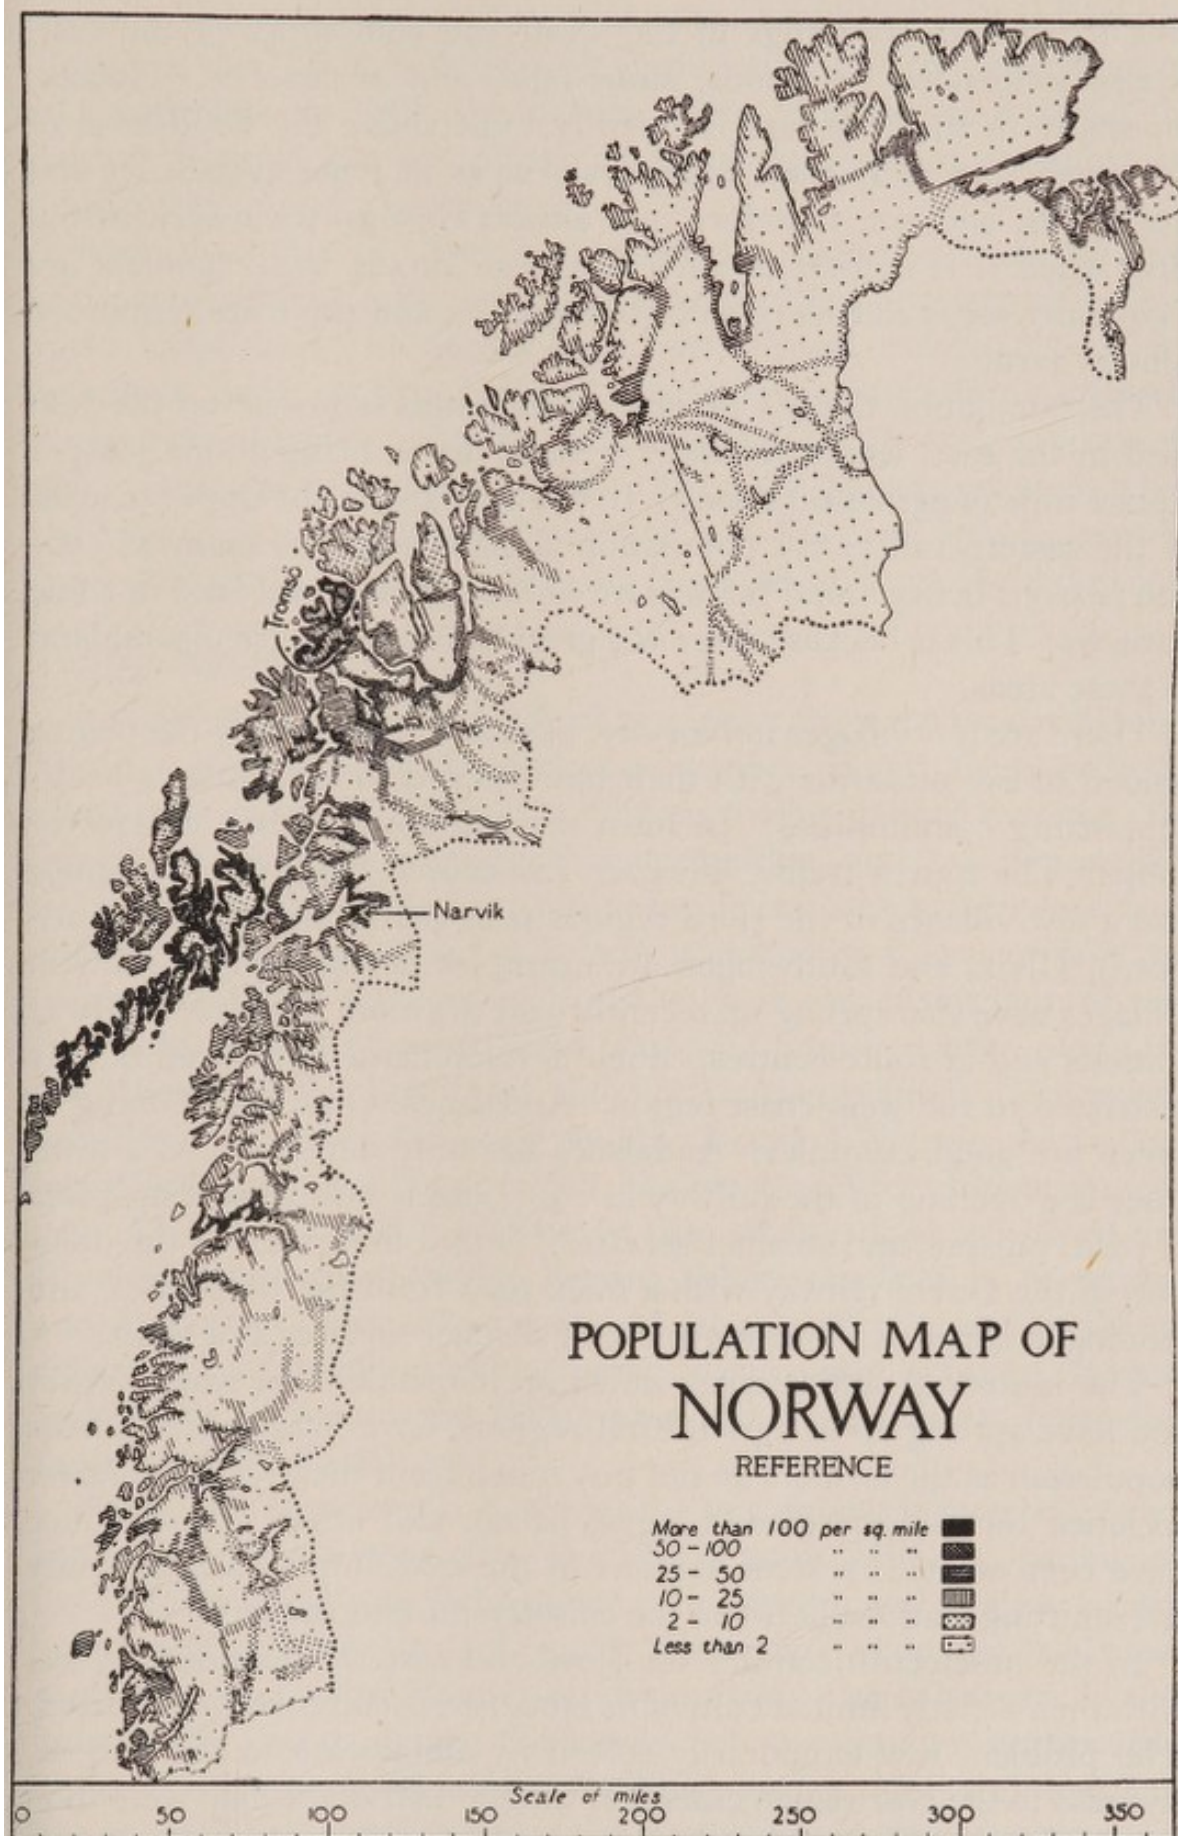 Tromsö
Narvik
POPULATION MAP OF
NORWAY
REFERENCE
More than 100 per sq. mile
50 - 100 " " "
25 - 50 " " "
10 - 25 " " "
2 - 10 " " "
Less than 2 " " "
Scale of miles
0 50 100 150 200 250 300 350